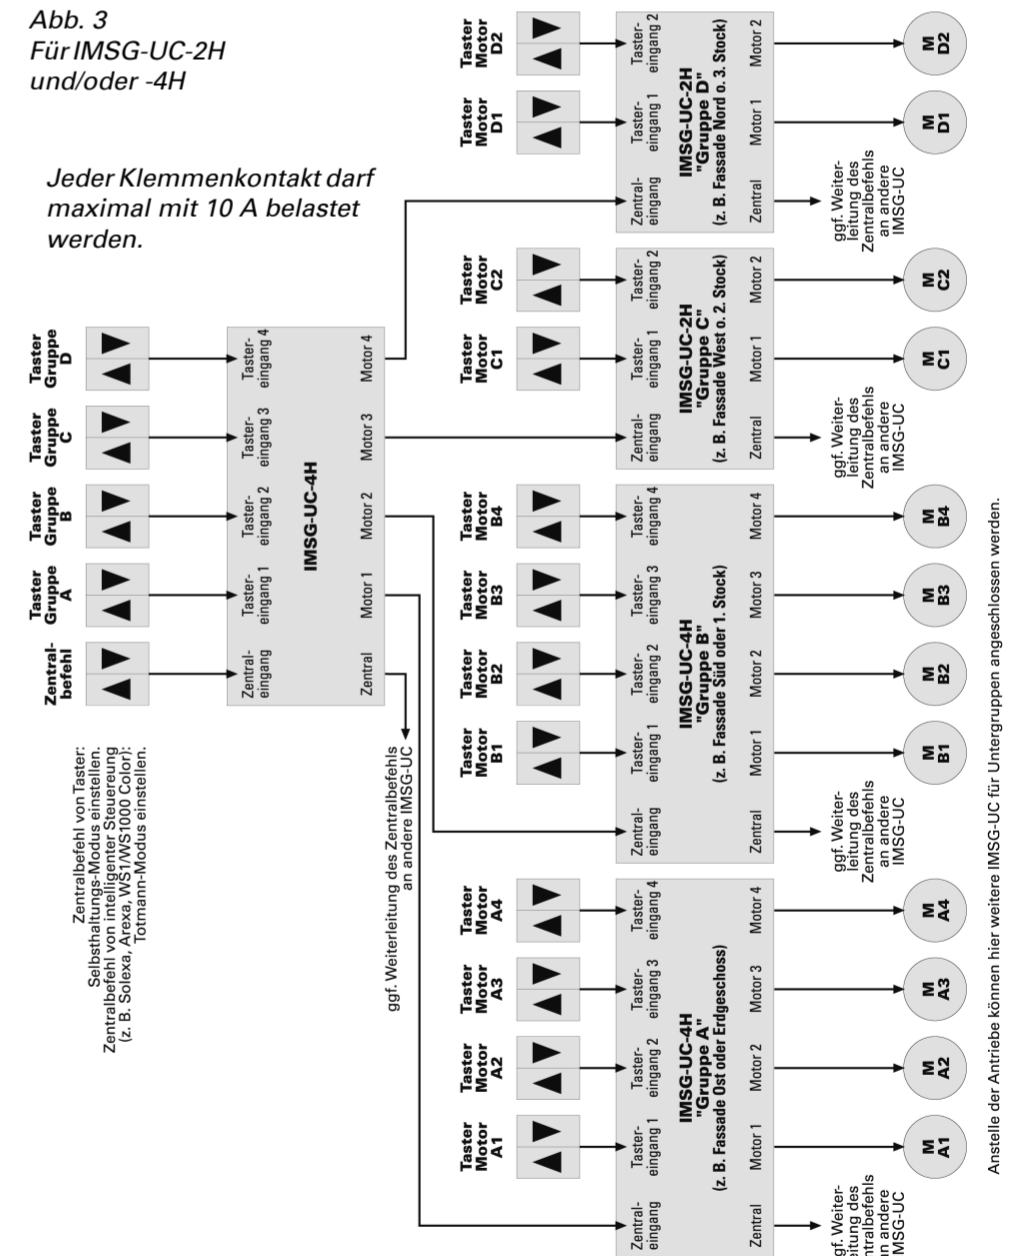 Abb. 3
Für IMSG-UC-2H
und/oder -4H
Jeder Klemmenkontakt darf
maximal mit 10 A belastet
werden.
Zentral-
befehl
Taster
Gruppe
A
Taster
Gruppe
B
Taster
Gruppe
C
Taster
Gruppe
D
Zentralbefehl von Taster:
Selbsthaltungs-Modus einstellen.
Zentralbefehl von intelligenter Steuereung
(z. B. Solexa, Arexa, WS1/WS1000 Color):
Totmann-Modus einstellen.
Zentral-
eingang
Taster-
eingang 1
Taster-
eingang 2
Taster-
eingang 3
Taster-
eingang 4
IMSG-UC-4H
Zentral
Motor 1
Motor 2
Motor 3
Motor 4
ggf. Weiterleitung des Zentralbefehls
an andere IMSG-UC
Taster
Motor
A1
Taster
Motor
A2
Taster
Motor
A3
Taster
Motor
A4
Zentral-
eingang
Taster-
eingang 1
Taster-
eingang 2
Taster-
eingang 3
Taster-
eingang 4
IMSG-UC-4H
"Gruppe A"
(z. B. Fassade Ost oder Erdgeschoss)
Zentral
Motor 1
Motor 2
Motor 3
Motor 4
M
A1
M
A2
M
A3
M
A4
Taster
Motor
B1
Taster
Motor
B2
Taster
Motor
B3
Taster
Motor
B4
Zentral-
eingang
Taster-
eingang 1
Taster-
eingang 2
Taster-
eingang 3
Taster-
eingang 4
IMSG-UC-4H
"Gruppe B"
(z. B. Fassade Süd oder 1. Stock)
Zentral
Motor 1
Motor 2
Motor 3
Motor 4
ggf. Weiter-
leitung des
Zentralbefehls
an andere
IMSG-UC
M
B1
M
B2
M
B3
M
B4
Taster
Motor
C1
Taster
Motor
C2
Zentral-
eingang
Taster-
eingang 1
Taster-
eingang 2
IMSG-UC-2H
"Gruppe C"
(z. B. Fassade West o. 2. Stock)
Zentral
Motor 1
Motor 2
ggf. Weiter-
leitung des
Zentralbefehls
an andere
IMSG-UC
M
C1
M
C2
Taster
Motor
D1
Taster
Motor
D2
Zentral-
eingang
Taster-
eingang 1
Taster-
eingang 2
IMSG-UC-2H
"Gruppe D"
(z. B. Fassade Nord o. 3. Stock)
Zentral
Motor 1
Motor 2
ggf. Weiter-
leitung des
Zentralbefehls
an andere
IMSG-UC
M
D1
M
D2
gf. Weiter-
eitung des
ntralbefehls
an andere
MSG-UC
Anstelle der Antriebe können hier weitere IMSG-UC für Untergruppen angeschlossen werden.